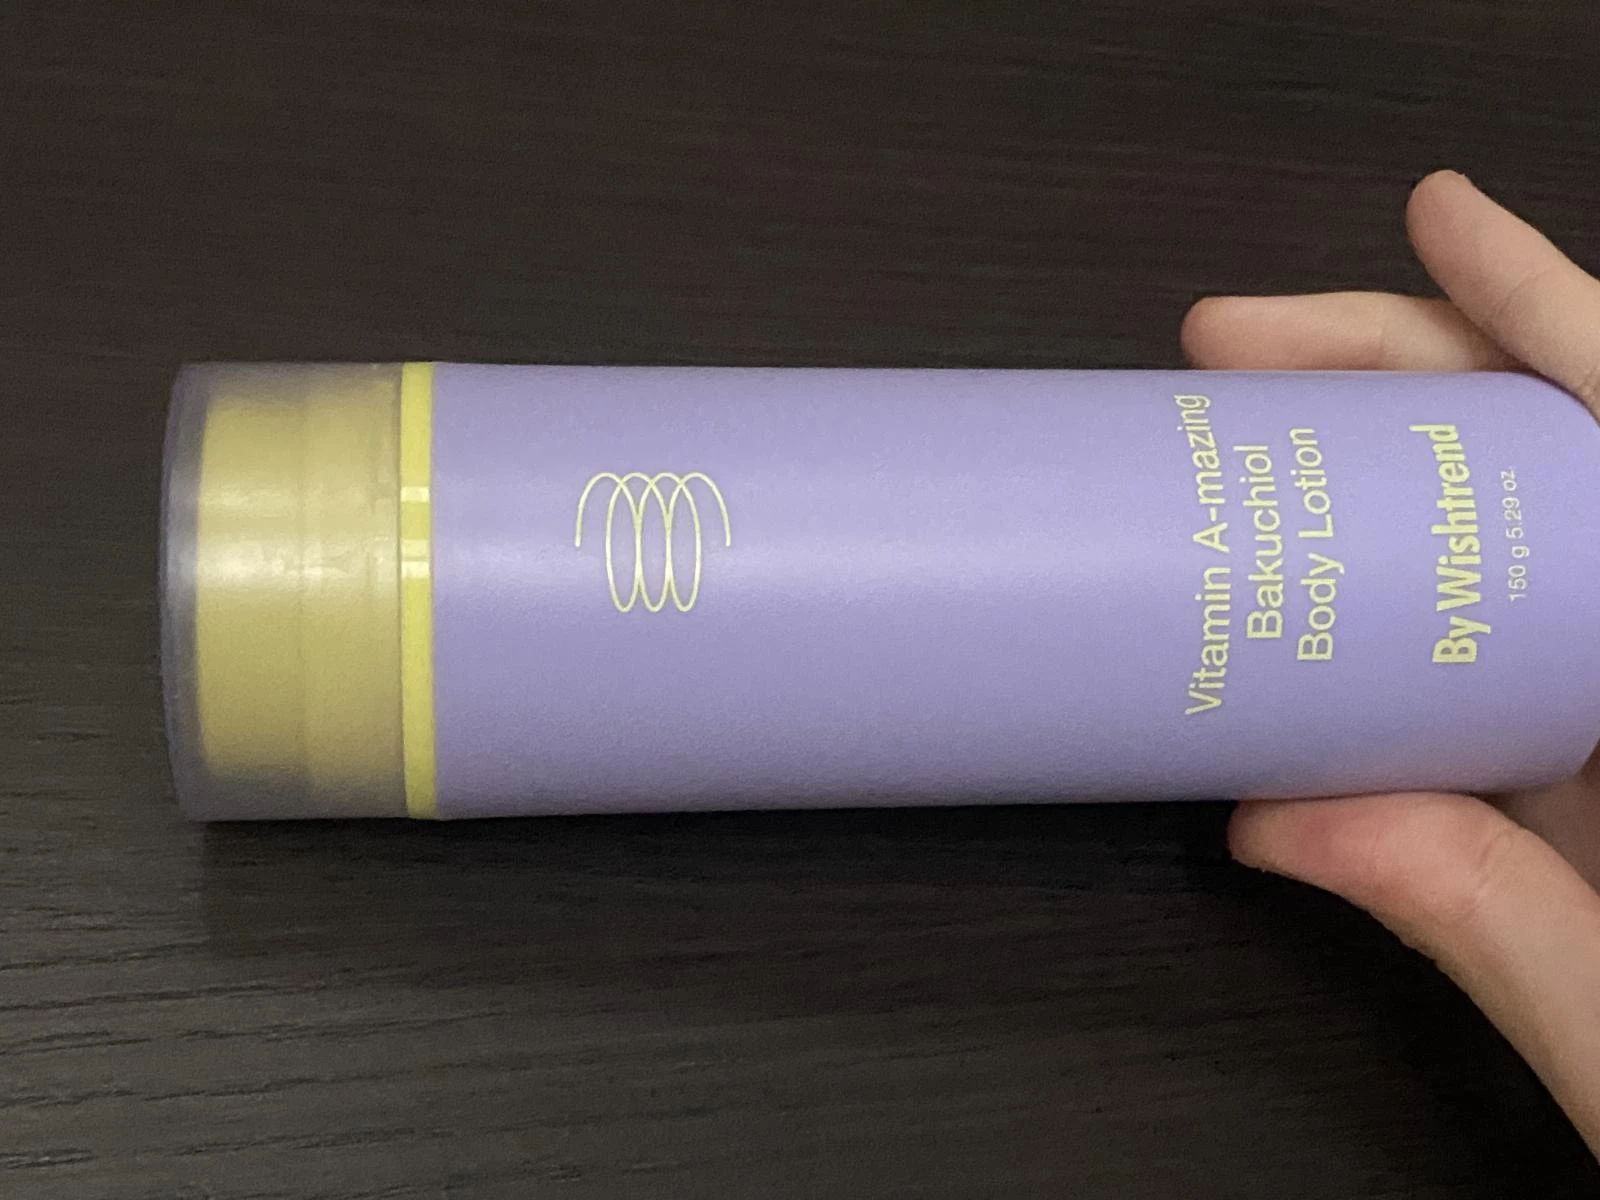 Vitamin A-mazing
Bakuchiol
Body Lotion
By Wishtrend
150 g 5.29 oz.